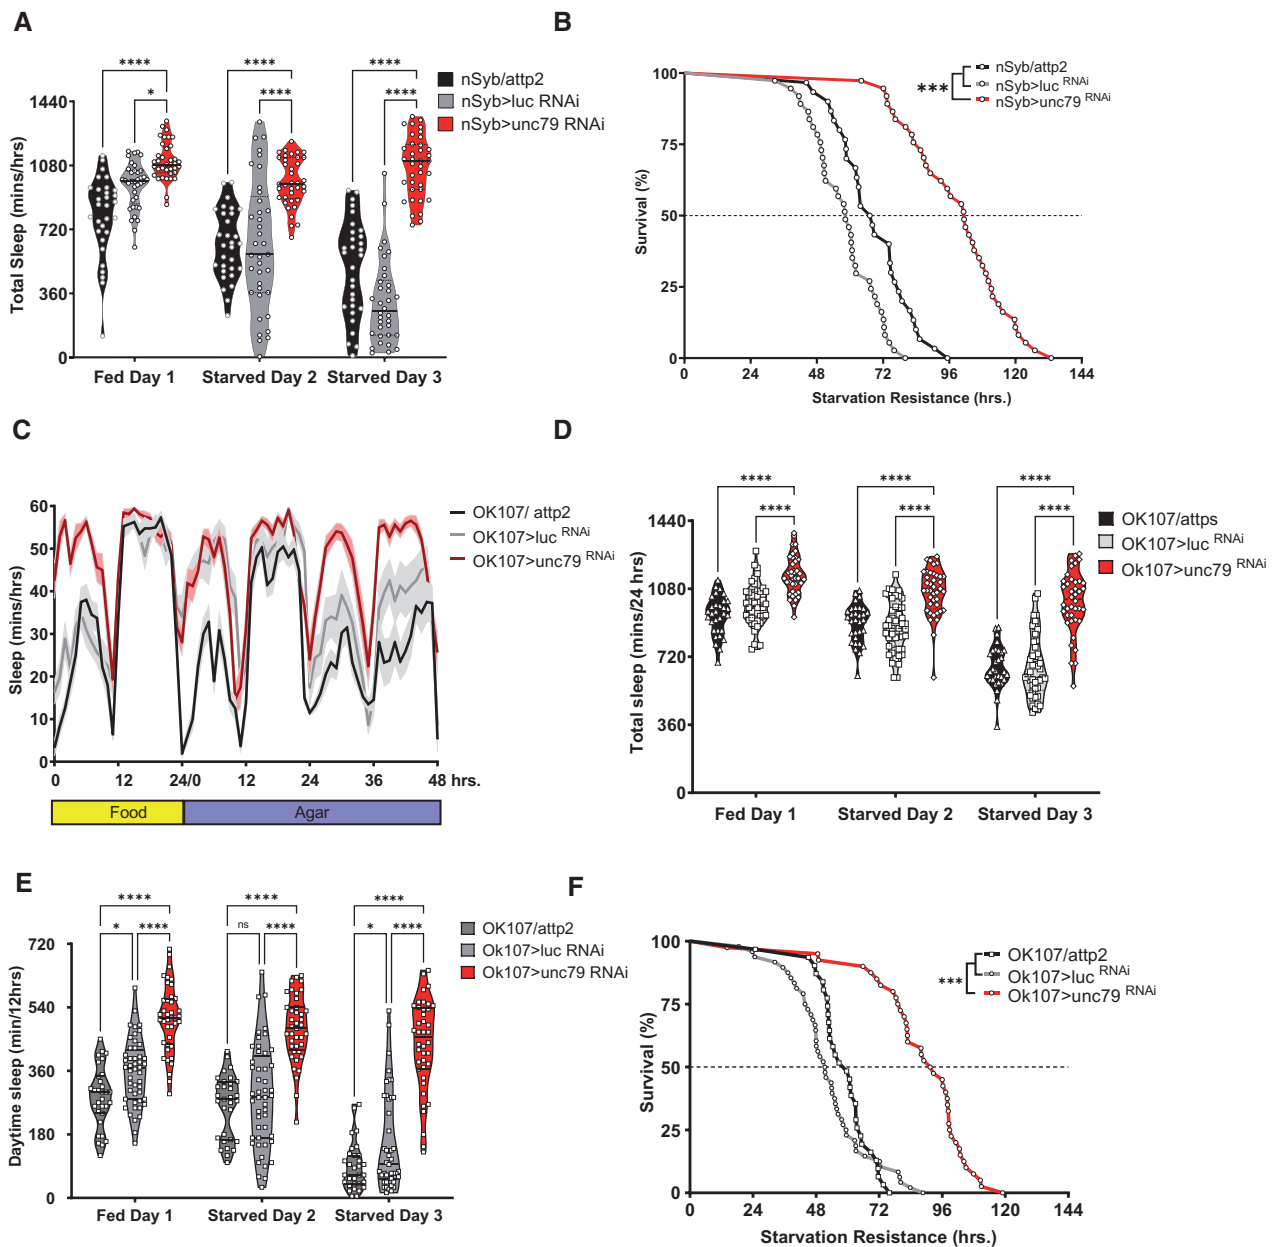 A
****
****
****
*
****
****
nSyb/attp2
nSyb>luc RNAi
nSyb>unc79 RNAi
1440
1080
720
360
0
Total Sleep (mins/hrs)
Fed Day 1
Starved Day 2
Starved Day 3
B
nSyb/attp2
nSyb>luc RNAi
nSyb>unc79 RNAi
***
100
75
50
25
0
Survival (%)
0 24 48 72 96 120 144
Starvation Resistance (hrs.)
C
60
50
40
30
20
10
0
Sleep (mins/hrs)
OK107/ attp2
OK107>luc RNAi
OK107>unc79 RNAi
0 12 24/0 12 24 36 48 hrs.
Food
Agar
D
****
****
****
****
****
****
OK107/attps
OK107>luc RNAi
Ok107>unc79 RNAi
1440
1080
720
360
0
Total sleep (mins/24 hrs)
Fed Day 1
Starved Day 2
Starved Day 3
E
****
****
****
*
****
ns
****
*
****
OK107/attp2
Ok107>luc RNAi
Ok107>unc79 RNAi
720
540
360
180
0
Daytime sleep (min/12hrs)
Fed Day 1
Starved Day 2
Starved Day 3
F
OK107/attp2
Ok107>luc RNAi
Ok107>unc79 RNAi
***
100
75
50
25
0
Survival (%)
0 24 48 72 96 120 144
Starvation Resistance (hrs.)